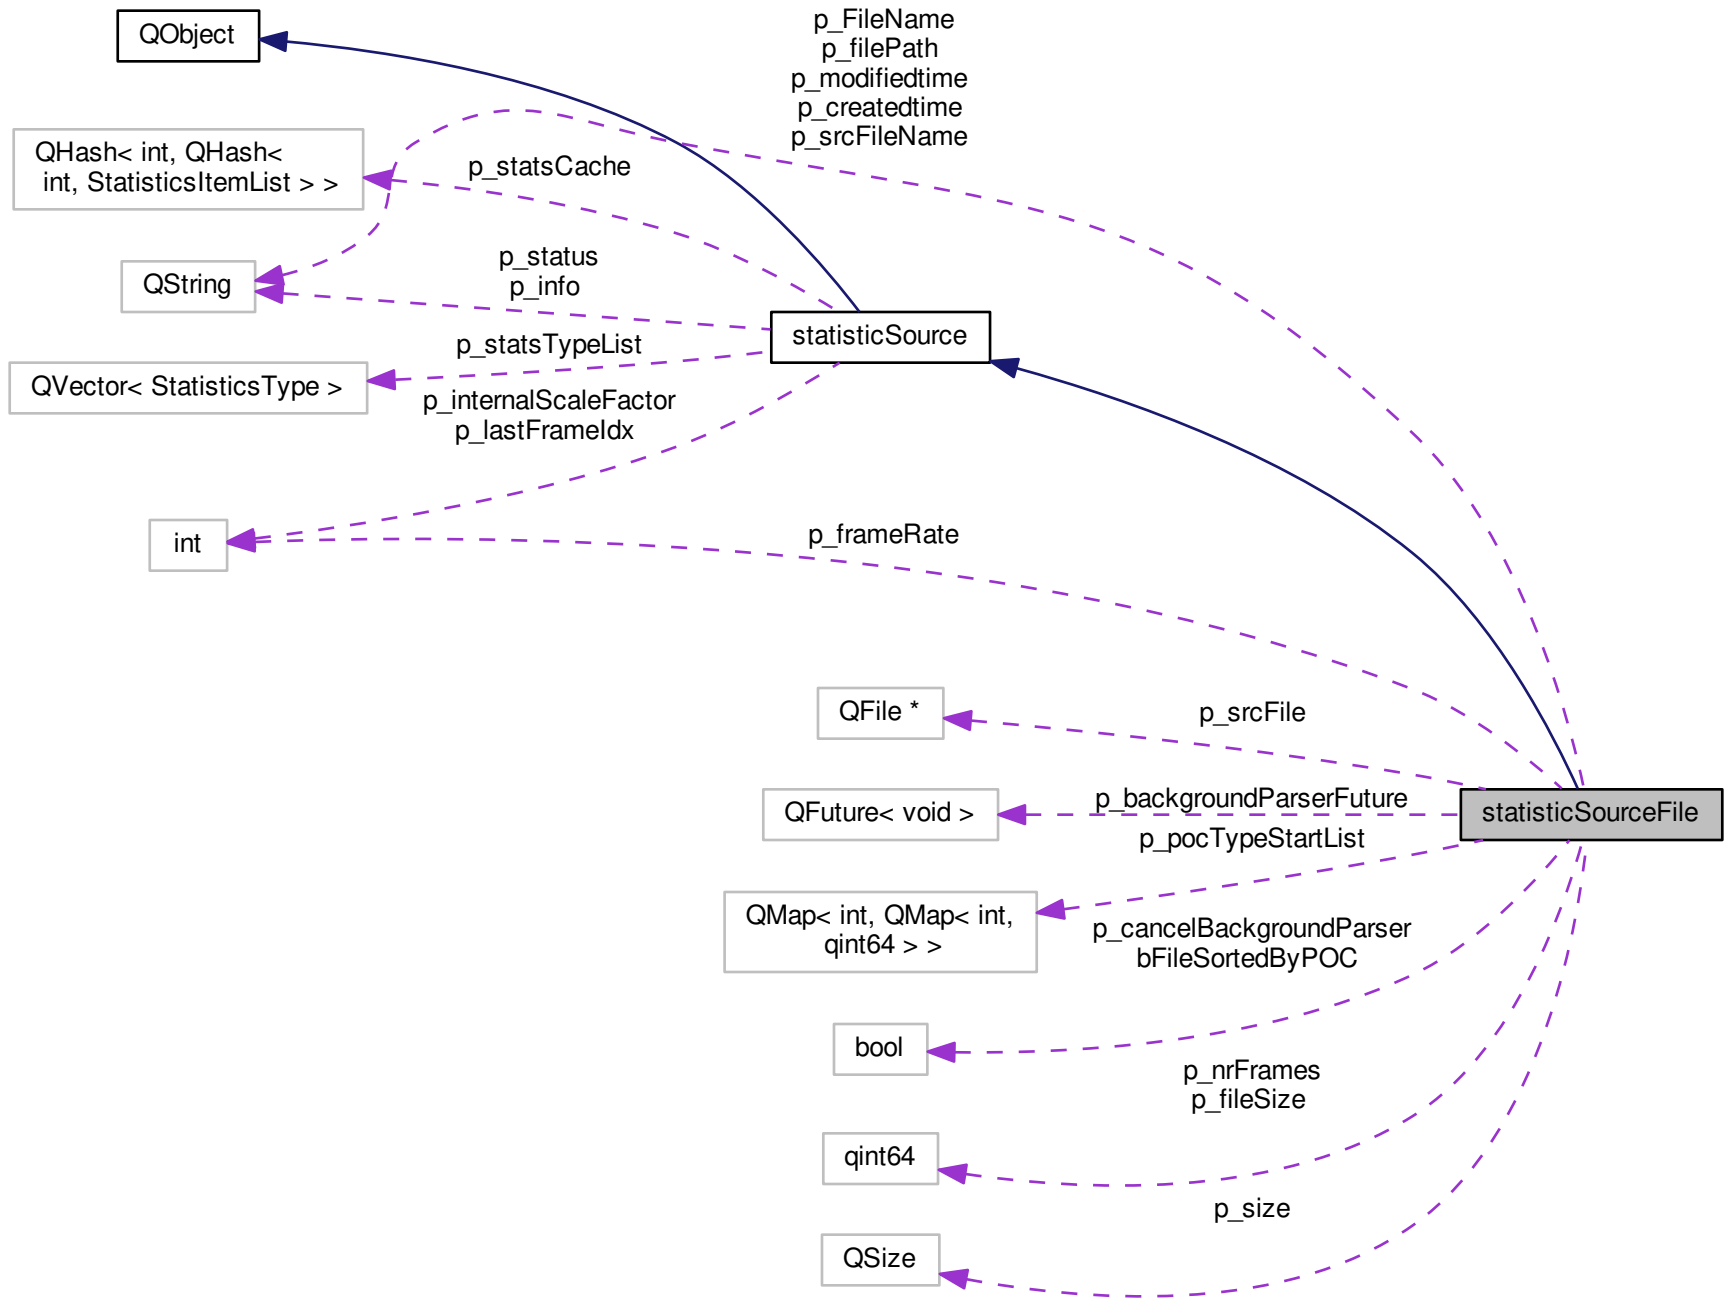 QObject
p_FileName
p_filePath
p_modifiedtime
p_createdtime
p_srcFileName
QHash< int, QHash<
int, StatisticsItemList > >
p_statsCache
QString
p_status
p_info
statisticSource
QVector< StatisticsType >
p_statsTypeList
p_internalScaleFactor
p_lastFrameIdx
int
p_frameRate
QFile *
p_srcFile
QFuture< void >
p_backgroundParserFuture
statisticSourceFile
p_pocTypeStartList
QMap< int, QMap< int,
qint64 > >
p_cancelBackgroundParser
bFileSortedByPOC
bool
p_nrFrames
p_fileSize
qint64
p_size
QSize